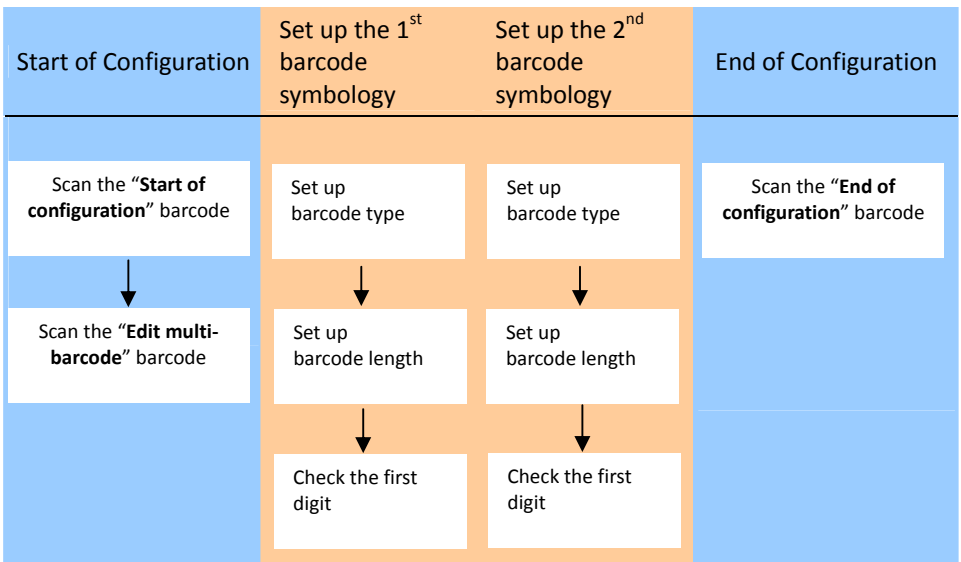 Start of Configuration
Set up the 1st
barcode
symbology
Set up the 2nd
barcode
symbology
End of Configuration
Scan the “Start of
configuration” barcode
Scan the “Edit multi-
barcode” barcode
Set up
barcode type
Set up
barcode length
Check the first
digit
Set up
barcode type
Set up
barcode length
Check the first
digit
Scan the “End of
configuration” barcode